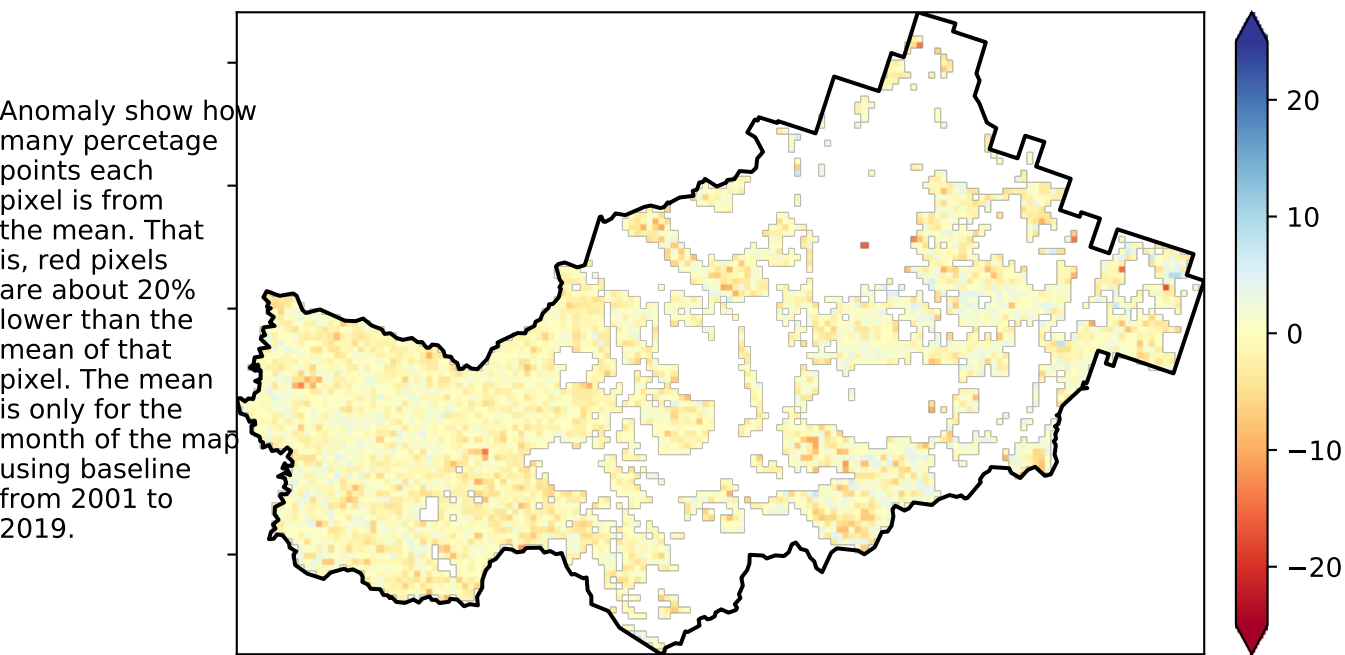 Anomaly show how
many percetage
points each
pixel is from
the mean. That
is, red pixels
are about 20%
lower than the
mean of that
pixel. The mean
is only for the
month of the map
using baseline
from 2001 to
2019.
20
10
0
−10
−20